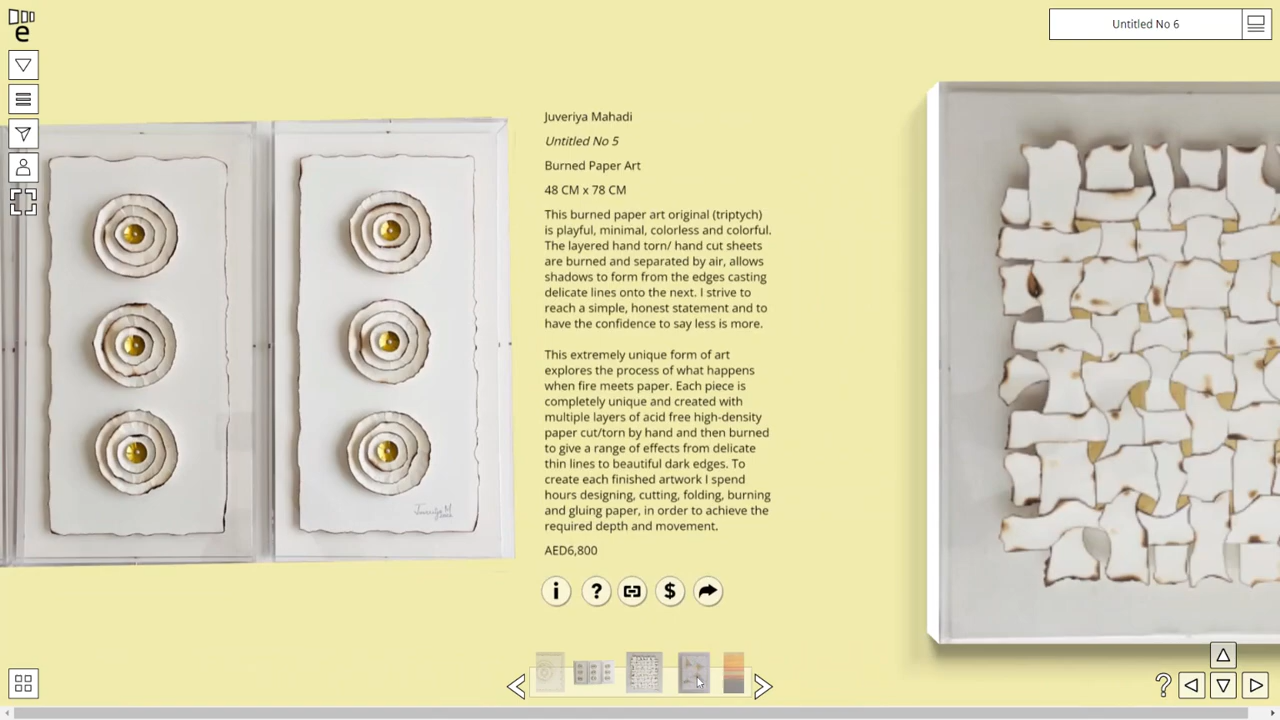 e
Untitled No 6
Juveriya Mahadi
Untitled No 5
Burned Paper Art
48 CM x 78 CM
This burned paper art original (triptych)
is playful, minimal, colorless and colorful.
The layered hand torn/ hand cut sheets
are burned and separated by air, allows
shadows to form from the edges casting
delicate lines onto the next. I strive to
reach a simple, honest statement and to
have the confidence to say less is more.
This extremely unique form of art
explores the process of what happens
when fire meets paper. Each piece is
completely unique and created with
multiple layers of acid free high-density
paper cut/torn by hand and then burned
to give a range of effects from delicate
thin lines to beautiful dark edges. To
create each finished artwork I spend
hours designing, cutting, folding, burning
and gluing paper, in order to achieve the
required depth and movement.
AED6,800
i ? $
?